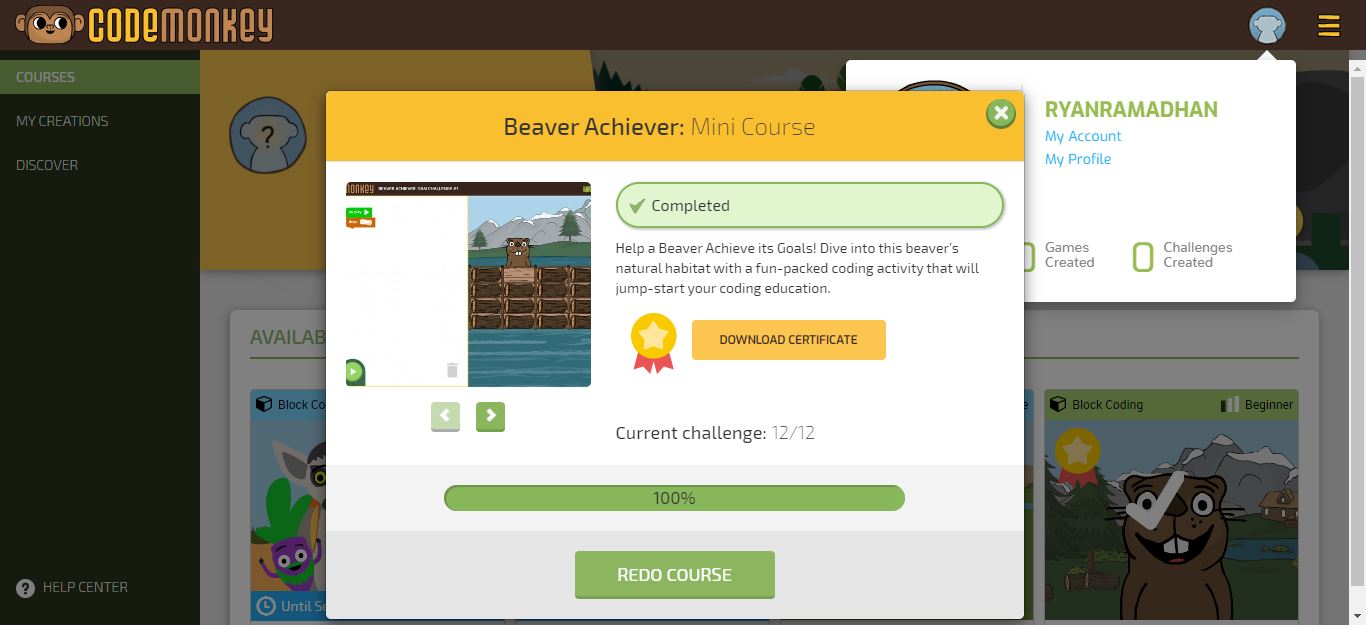 CODEMONKEY
COURSES
MY CREATIONS
DISCOVER
HELP CENTER
?
RYANRAMADHAN
My Account
My Profile
Games
Created
0
Challenges
Created
Beaver Achiever: Mini Course
Completed
Help a Beaver Achieve its Goals! Dive into this beaver's
natural habitat with a fun-packed coding activity that will
jump-start your coding education.
DOWNLOAD CERTIFICATE
Current challenge: 12/12
100%
REDO COURSE
AVAILAB
Block Co
Until Se
Block Coding
Beginner